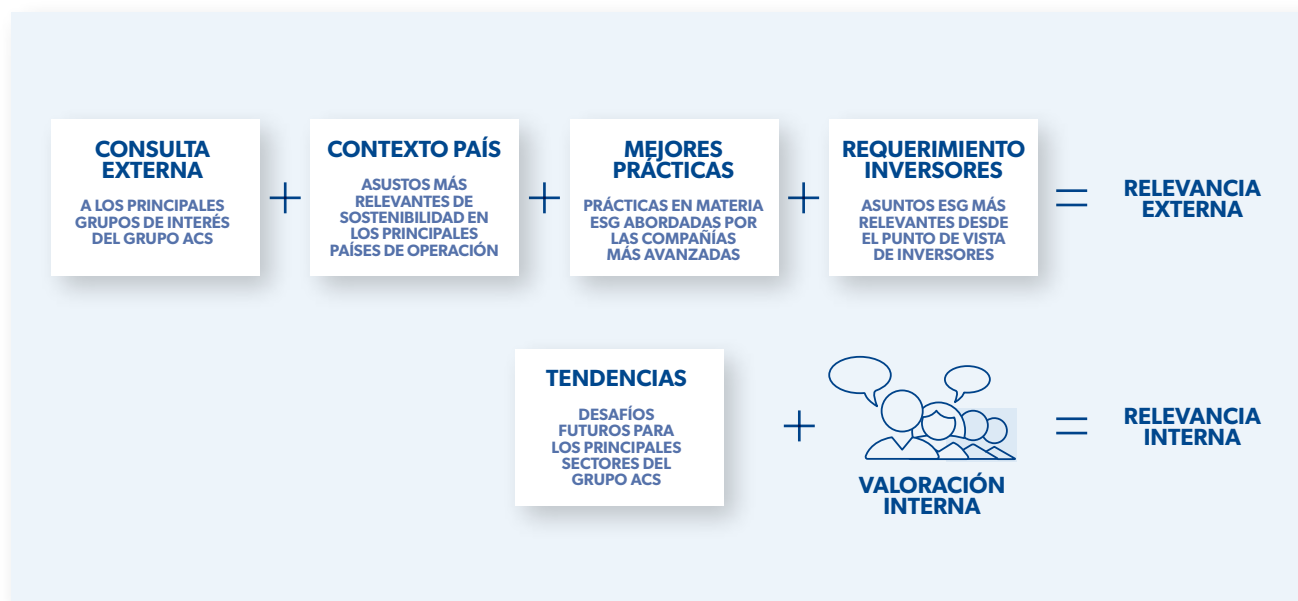 CONSULTA
EXTERNA
A LOS PRINCIPALES
GRUPOS DE INTERÉS
DEL GRUPO ACS
+
CONTEXTO PAÍS
ASUSTOS MÁS
RELEVANTES DE
SOSTENIBILIDAD EN
LOS PRINCIPALES
PAÍSES DE OPERACIÓN
+
MEJORES
PRÁCTICAS
PRÁCTICAS EN MATERIA
ESG ABORDADAS POR
LAS COMPAÑÍAS
MÁS AVANZADAS
+
REQUERIMIENTO
INVERSORES
ASUNTOS ESG MÁS
RELEVANTES DESDE
EL PUNTO DE VISTA
DE INVERSORES
=
RELEVANCIA
EXTERNA
TENDENCIAS
DESAFÍOS
FUTUROS PARA
LOS PRINCIPALES
SECTORES DEL
GRUPO ACS
+
VALORACIÓN
INTERNA
=
RELEVANCIA
INTERNA